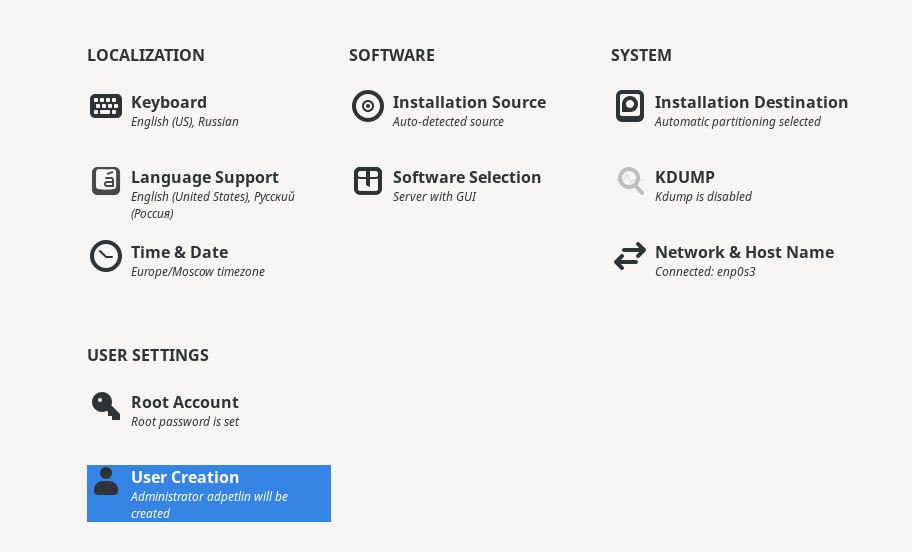 LOCALIZATION
Keyboard
English (US), Russian
Language Support
English (United States), Русский
(Россия)
Time & Date
Europe/Moscow timezone
SOFTWARE
Installation Source
Auto-detected source
Software Selection
Server with GUI
SYSTEM
Installation Destination
Automatic partitioning selected
KDUMP
Kdump is disabled
Network & Host Name
Connected: enp0s3
USER SETTINGS
Root Account
Root password is set
User Creation
Administrator adpetlin will be
created